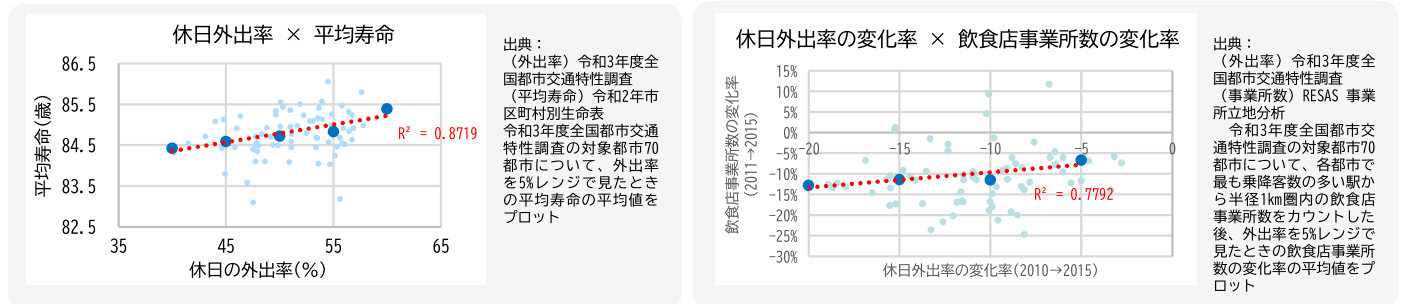 休日外出率 × 平均寿命
平均寿命(歳)
86.5
85.5
84.5
83.5
82.5
R² = 0.8719
35
45
55
65
休日の外出率(%)
出典：
（外出率）令和3年度全
国都市交通特性調査
（平均寿命）令和2年市
区町村別生命表
令和3年度全国都市交通
特性調査の対象都市70
都市について、外出率
を5%レンジで見たとき
の平均寿命の平均値を
プロット
休日外出率の変化率 × 飲食店事業所数の変化率
飲食店事業所数の変化率
(2011→2015)
15%
10%
5%
0%
-5%
-10%
-15%
-20%
-25%
-30%
-20
-15
-10
-5
0
R² = 0.7792
休日外出率の変化率(2010→2015)
出典：
（外出率）令和3年度全
国都市交通特性調査
（事業所数）RESAS 事業
所立地分析
　令和3年度全国都市交
通特性調査の対象都市70
都市について、各都市で
最も乗降客数の多い駅か
ら半径1km圏内の飲食店
事業所数をカウントした
後、外出率を5%レンジで
見たときの飲食店事業所
数の変化率の平均値をプ
ロット